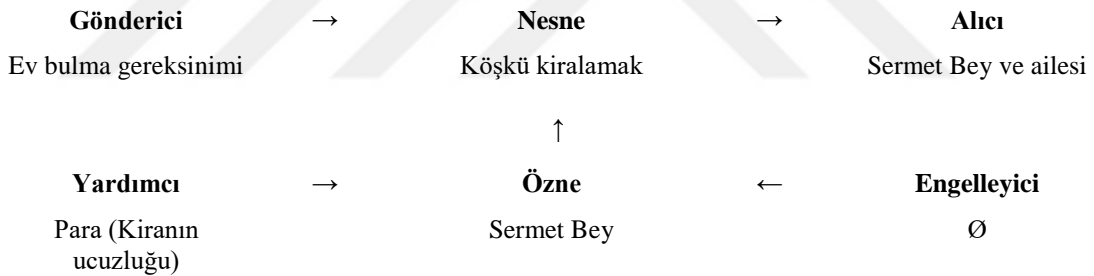 Gönderici → Nesne → Alıcı
Ev bulma gereksinimi Köşkü kiralamak Sermet Bey ve ailesi
↑
Yardımcı → Özne ← Engelleyici
Para (Kiranın ucuzluğu) Sermet Bey Ø